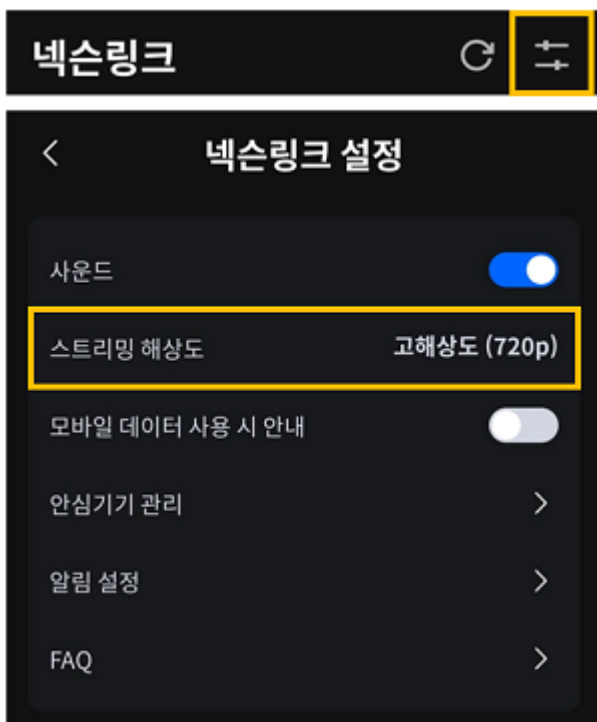 넥슨링크
넥슨링크 설정
사운드
스트리밍 해상도 고해상도 (720p)
모바일 데이터 사용 시 안내
안심기기 관리
알림 설정
FAQ